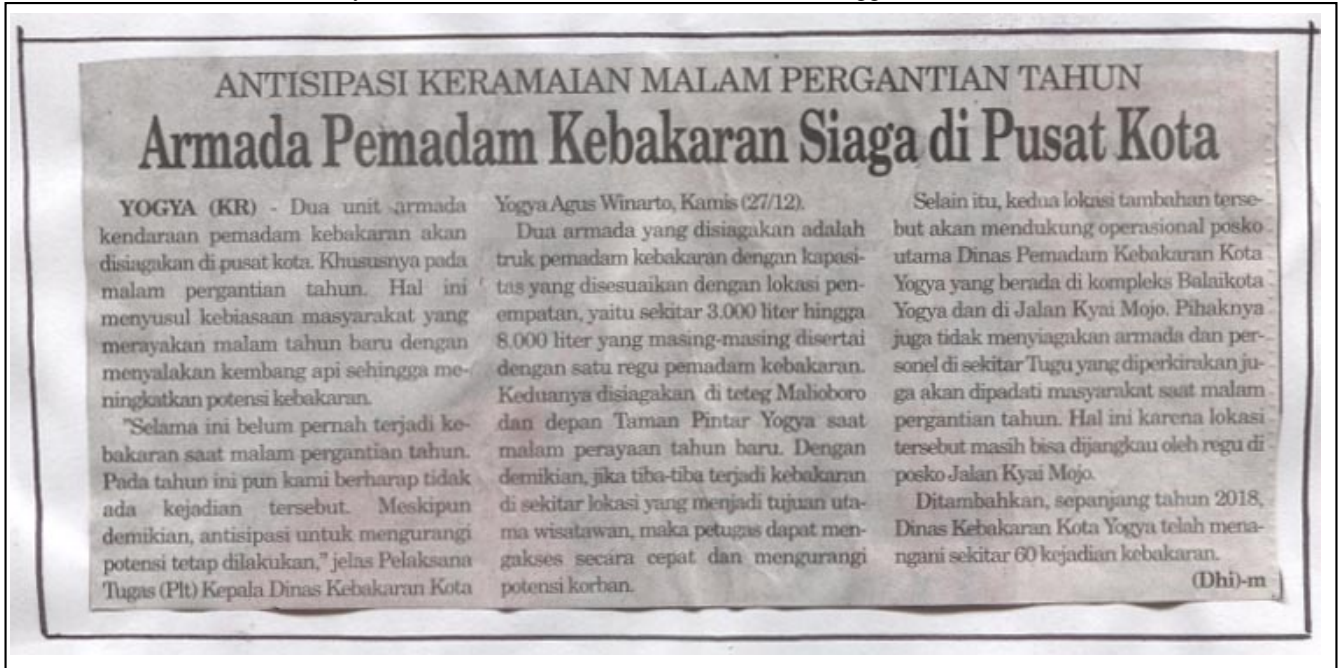 ANTISIPASI KERAMAIAN MALAM PERGANTIAN TAHUN
Armada Pemadam Kebakaran Siaga di Pusat Kota
YOGYA (KR) - Dua unit armada
kendaraan pemadam kebakaran akan
disiagakan di pusat kota. Khususnya pada
malam pergantian tahun. Hal ini
menyusul kebiasaan masyarakat yang
merayakan malam tahun baru dengan
menyalakan kembang api sehingga me-
ningkatkan potensi kebakaran.
"Selama ini belum pernah terjadi ke-
bakaran saat malam pergantian tahun.
Pada tahun ini pun kami berharap tidak
ada kejadian tersebut. Meskipun
demikian, antisipasi untuk mengurangi
potensi tetap dilakukan," jelas Pelaksana
Tugas (Plt) Kepala Dinas Kebakaran Kota
Yogya Agus Winarto, Kamis (27/12).
Dua armada yang disiagakan adalah
truk pemadam kebakaran dengan kapasi-
tas yang disesuaikan dengan lokasi pen-
empatan, yaitu sekitar 3.000 liter hingga
8.000 liter yang masing-masing disertai
dengan satu regu pemadam kebakaran.
Keduanya disiagakan di teteg Malioboro
dan depan Taman Pintar Yogya saat
malam perayaan tahun baru. Dengan
demikian, jika tiba-tiba terjadi kebakaran
di sekitar lokasi yang menjadi tujuan uta-
ma wisatawan, maka petugas dapat men-
gakses secara cepat dan mengurangi
potensi korban.
Selain itu, kedua lokasi tambahan terse-
but akan mendukung operasional posko
utama Dinas Pemadam Kebakaran Kota
Yogya yang berada di kompleks Balaikota
Yogya dan di Jalan Kyai Mojo. Pihaknya
juga tidak menyiagakan armada dan per-
sonel di sekitar Tugu yang diperkirakan ju-
ga akan dipadati masyarakat saat malam
pergantian tahun. Hal ini karena lokasi
tersebut masih bisa dijangkau oleh regu di
posko Jalan Kyai Mojo.
Ditambahkan, sepanjang tahun 2018,
Dinas Kebakaran Kota Yogya telah mena-
ngani sekitar 60 kejadian kebakaran.
(Dhi)-m